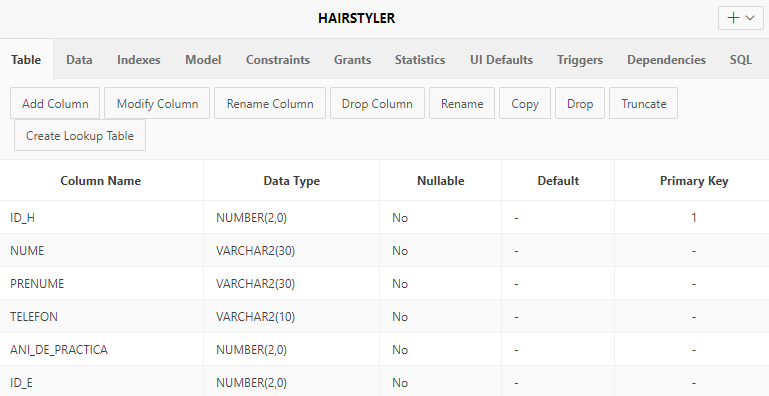 HAIRSTYLER
Table Data Indexes Model Constraints Grants Statistics UI Defaults Triggers Dependencies SQL
Add Column Modify Column Rename Column Drop Column Rename Copy Drop Truncate
Create Lookup Table
Column Name Data Type Nullable Default Primary Key
ID_H NUMBER(2,0) No - 1
NUME VARCHAR2(30) No - -
PRENUME VARCHAR2(30) No - -
TELEFON VARCHAR2(10) No - -
ANI_DE_PRACTICA NUMBER(2,0) No - -
ID_E NUMBER(2,0) No - -